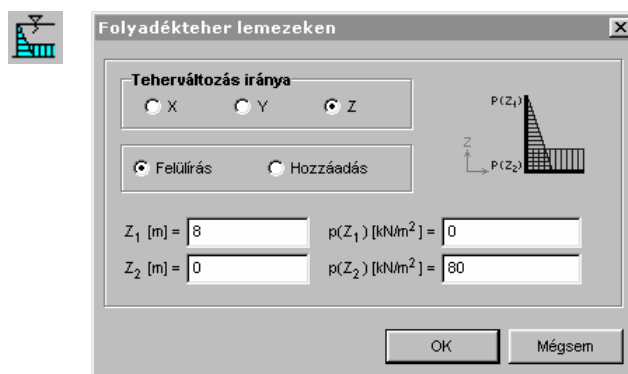 Folyadékteher lemezeken
Teherváltozás iránya
X Y Z
Felülírás Hozzáadás
P(Z₁)
Z
P(Z₂)
Z₁ [m] = 8 p(Z₁) [kN/m²] = 0
Z₂ [m] = 0 p(Z₂) [kN/m²] = 80
OK Mégsem